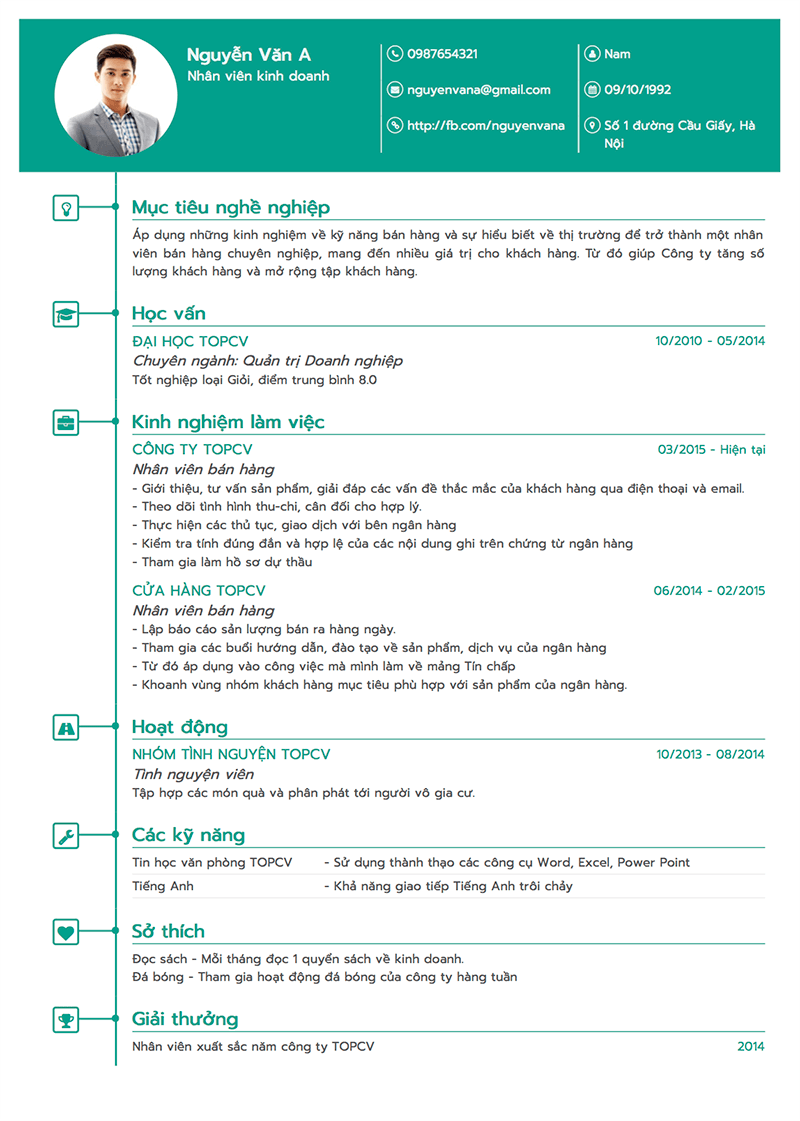 Nguyễn Văn A
Nhân viên kinh doanh
0987654321
nguyenvana@gmail.com
http://fb.com/nguyenvana
Nam
09/10/1992
Số 1 đường Cầu Giấy, Hà
Nội
Mục tiêu nghề nghiệp
Áp dụng những kinh nghiệm về kỹ năng bán hàng và sự hiểu biết về thị trường để trở thành một nhân
viên bán hàng chuyên nghiệp, mang đến nhiều giá trị cho khách hàng. Từ đó giúp Công ty tăng số
lượng khách hàng và mở rộng tập khách hàng.
Học vấn
ĐẠI HỌC TOPCV 10/2010 - 05/2014
Chuyên ngành: Quản trị Doanh nghiệp
Tốt nghiệp loại Giỏi, điểm trung bình 8.0
Kinh nghiệm làm việc
CÔNG TY TOPCV 03/2015 - Hiện tại
Nhân viên bán hàng
- Giới thiệu, tư vấn sản phẩm, giải đáp các vấn đề thắc mắc của khách hàng qua điện thoại và email.
- Theo dõi tình hình thu-chi, cân đối cho hợp lý.
- Thực hiện các thủ tục, giao dịch với bên ngân hàng
- Kiểm tra tính đúng đắn và hợp lệ của các nội dung ghi trên chứng từ ngân hàng
- Tham gia làm hồ sơ dự thầu
CỬA HÀNG TOPCV 06/2014 - 02/2015
Nhân viên bán hàng
- Lập báo cáo sản lượng bán ra hàng ngày.
- Tham gia các buổi hướng dẫn, đào tạo về sản phẩm, dịch vụ của ngân hàng
- Từ đó áp dụng vào công việc mà mình làm về mảng Tín chấp
- Khoanh vùng nhóm khách hàng mục tiêu phù hợp với sản phẩm của ngân hàng.
Hoạt động
NHÓM TÌNH NGUYỆN TOPCV 10/2013 - 08/2014
Tình nguyện viên
Tập hợp các món quà và phân phát tới người vô gia cư.
Các kỹ năng
Tin học văn phòng TOPCV - Sử dụng thành thạo các công cụ Word, Excel, Power Point
Tiếng Anh - Khả năng giao tiếp Tiếng Anh trôi chảy
Sở thích
Đọc sách - Mỗi tháng đọc 1 quyển sách về kinh doanh.
Đá bóng - Tham gia hoạt động đá bóng của công ty hàng tuần
Giải thưởng
Nhân viên xuất sắc năm công ty TOPCV 2014